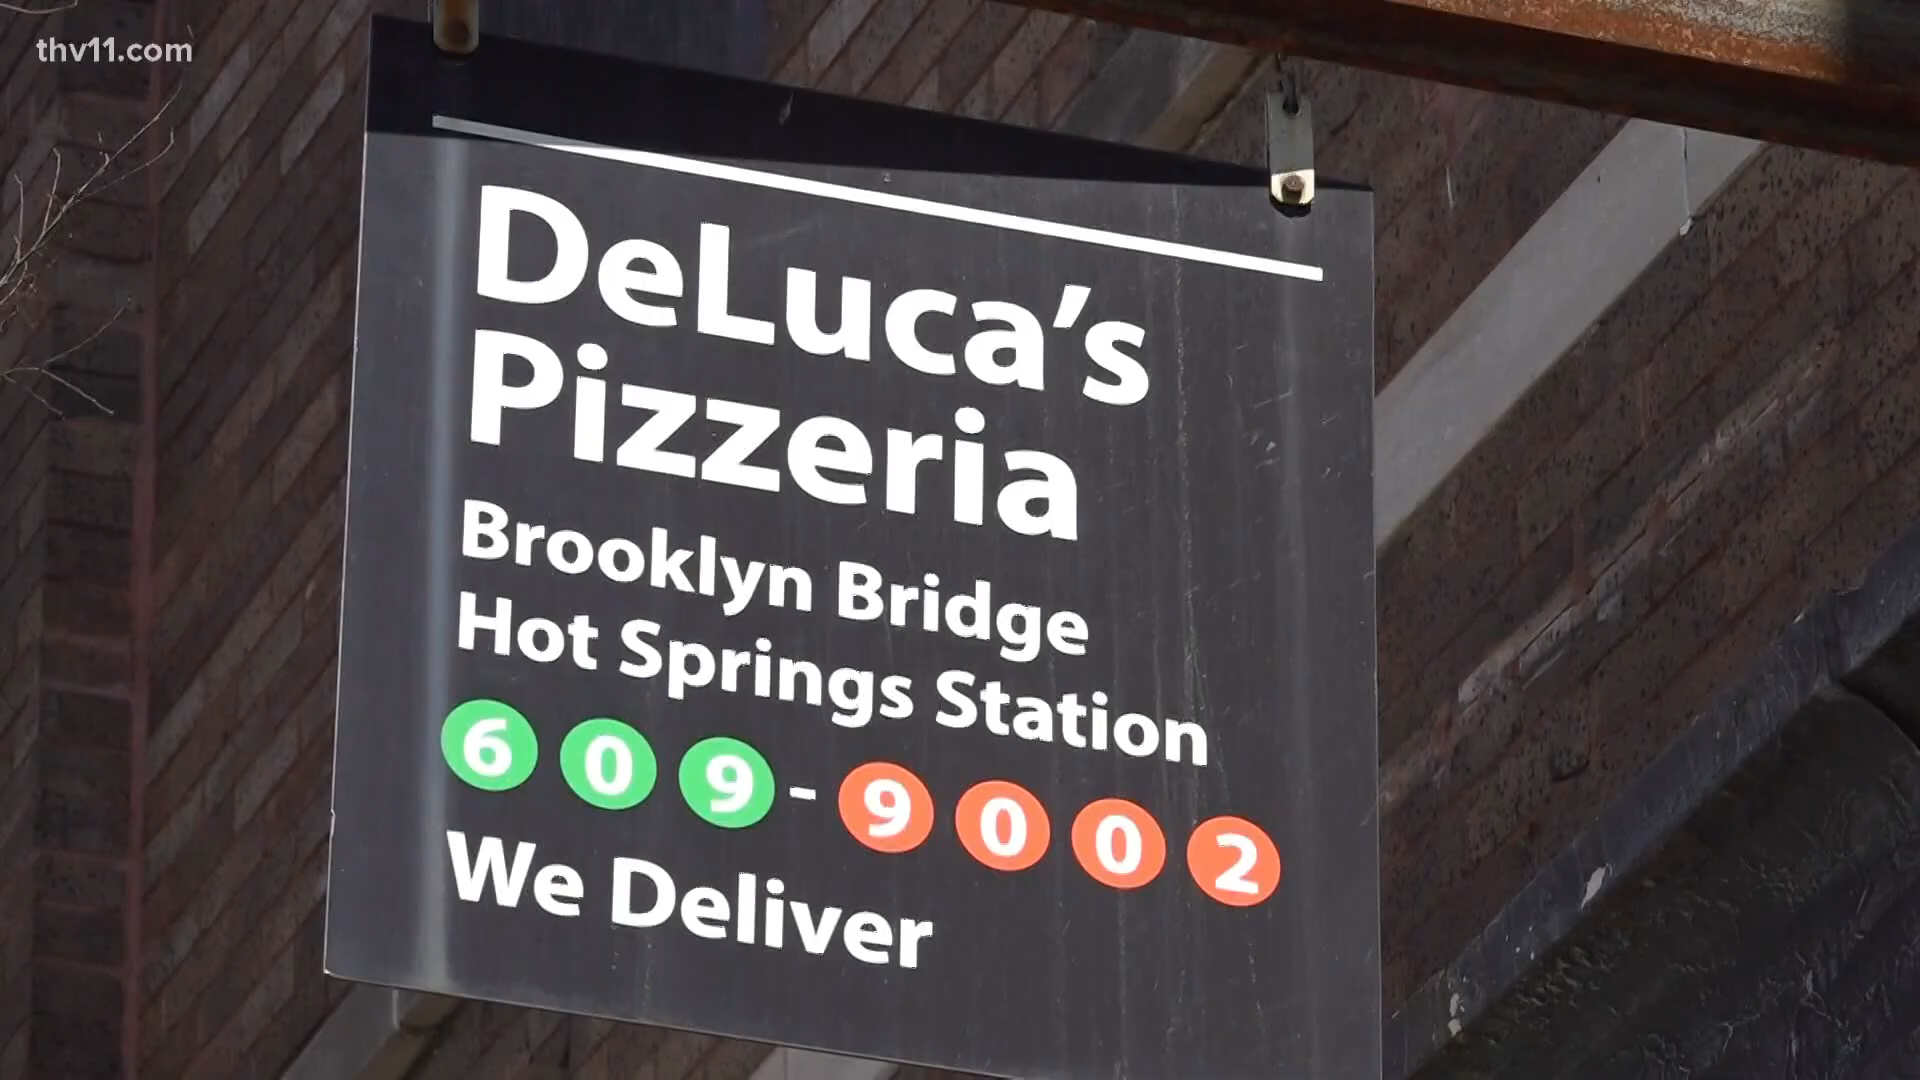 thv11.com
DeLuca's
Pizzeria
Brooklyn Bridge
Hot Springs Station
609-9002
We Deliver